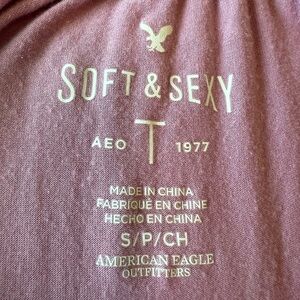 SOFT & SEXY
AEO T 1977
MADE IN CHINA
FABRIQUÉ EN CHINE
HECHO EN CHINA
S/P/CH
AMERICAN EAGLE
OUTFITTERS